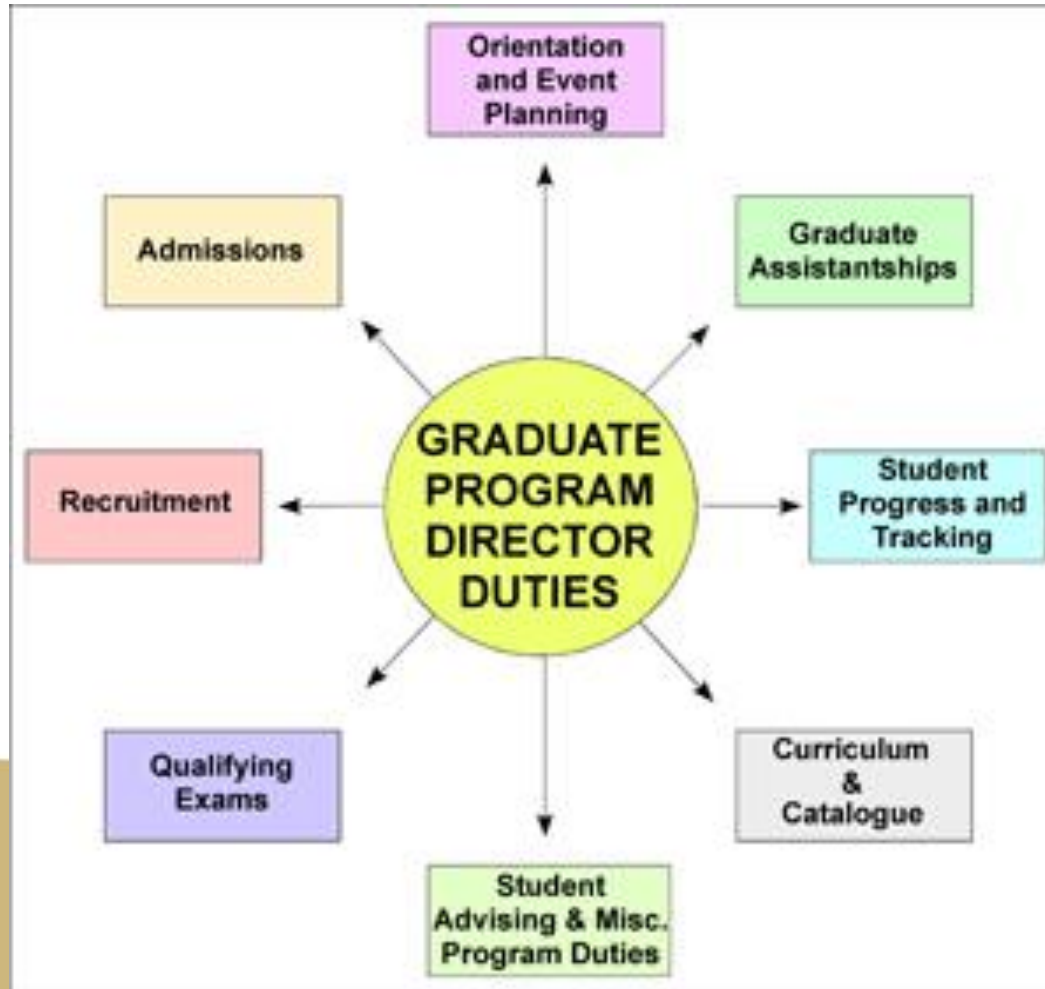 Orientation
and Event
Planning
Admissions
Graduate
Assistantships
GRADUATE
PROGRAM
DIRECTOR
DUTIES
Recruitment
Student
Progress and
Tracking
Qualifying
Exams
Curriculum
&
Catalogue
Student
Advising & Misc.
Program Duties